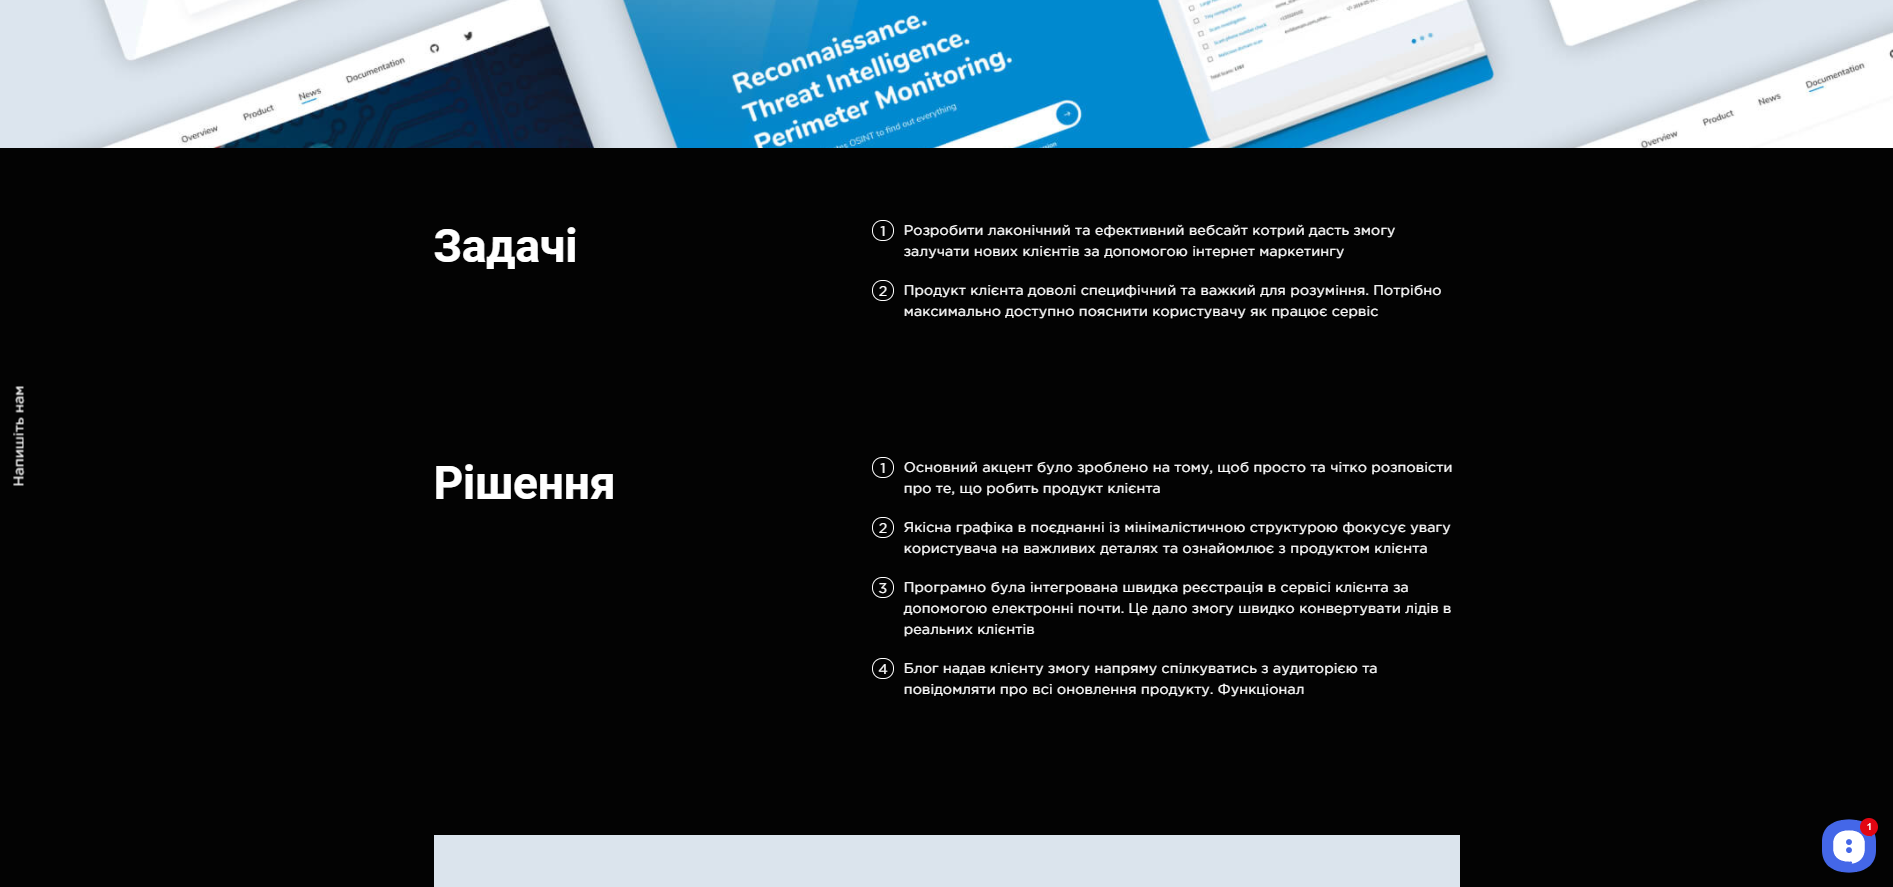 Overview
Product
News
Documentation
Reconnaissance.
Threat Intelligence.
Perimeter Monitoring.
OSINT to find out everything
Overview
Product
News
Documentation
Задачі
1 Розробити лаконічний та ефективний вебсайт котрий дасть змогу
залучати нових клієнтів за допомогою інтернет маркетингу
2 Продукт клієнта доволі специфічний та важкий для розуміння. Потрібно
максимально доступно пояснити користувачу як працює сервіс
Напишіть нам
Рішення
1 Основний акцент було зроблено на тому, щоб просто та чітко розповісти
про те, що робить продукт клієнта
2 Якісна графіка в поєднанні із мінімалістичною структурою фокусує увагу
користувача на важливих деталях та ознайомлює з продуктом клієнта
3 Програмно була інтегрована швидка реєстрація в сервісі клієнта за
допомогою електронні почти. Це дало змогу швидко конвертувати лідів в
реальних клієнтів
4 Блог надав клієнту змогу напряму спілкуватись з аудиторією та
повідомляти про всі оновлення продукту. Функціонал
1